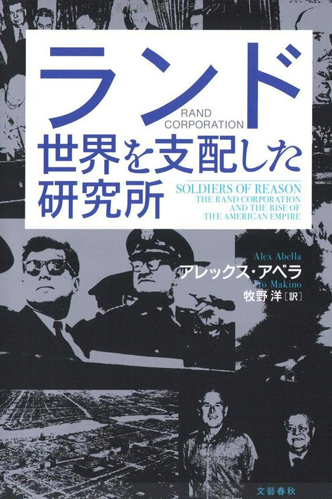 ランド
RAND
CORPORATION
世界を支配した
研究所
SOLDIERS OF REASON
THE RAND CORPORATION
AND THE RISE OF
THE AMERICAN EMPIRE
Alex Abella
アレックス・アベラ
Yo Makino
牧野 洋[訳]
文藝春秋